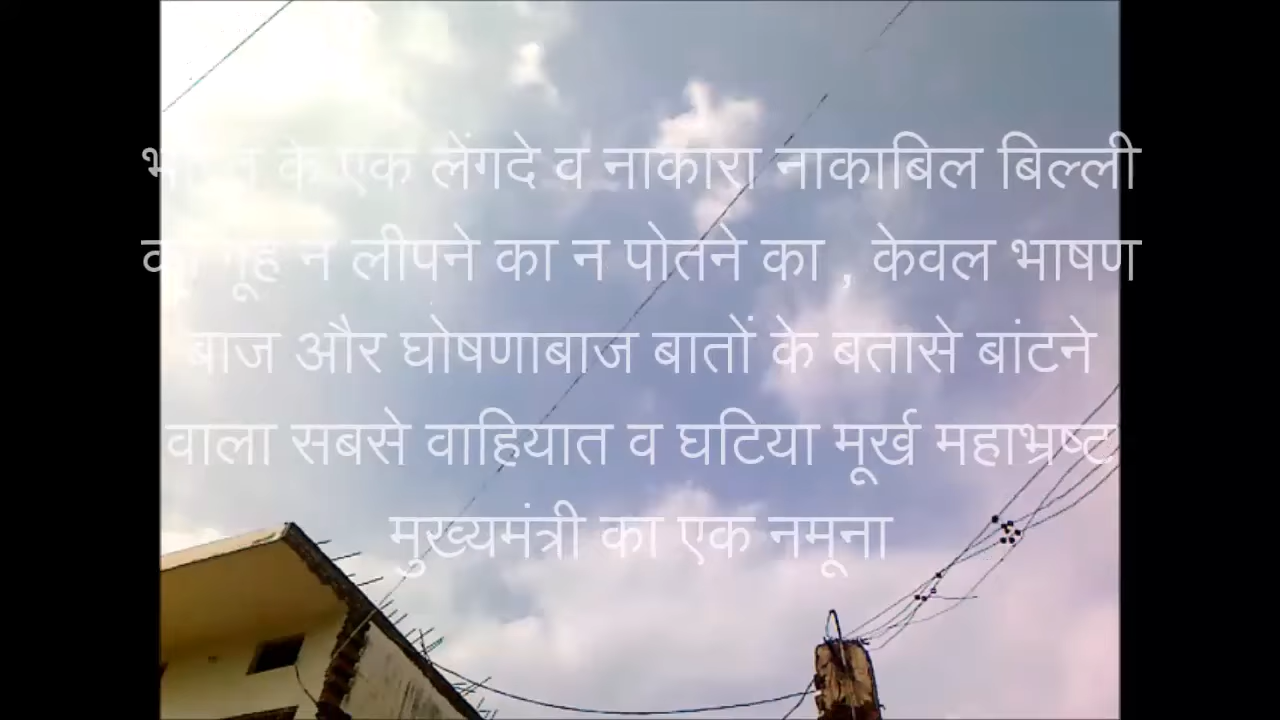 के एक लेंगदे व नाकारा नाकाबिल बिल्ली
गूह न लीपने का न पोतने का , केवल भाषण
बाज और घोषणाबाज बातों के बतासे बांटने
वाला सबसे वाहियात व घटिया मूर्ख महाभ्रष्ट
मुख्यमंत्री का एक नमूना